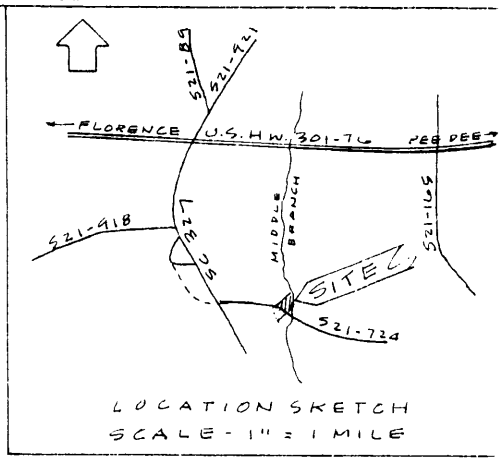 S21-89
S21-921
FLORENCE U.S. HW. 301-76 PEE DEE
MIDDLE
BRANCH
S21-918
SC 327
S21-165
SITE
S21-724
LOCATION SKETCH
SCALE - 1" = 1 MILE